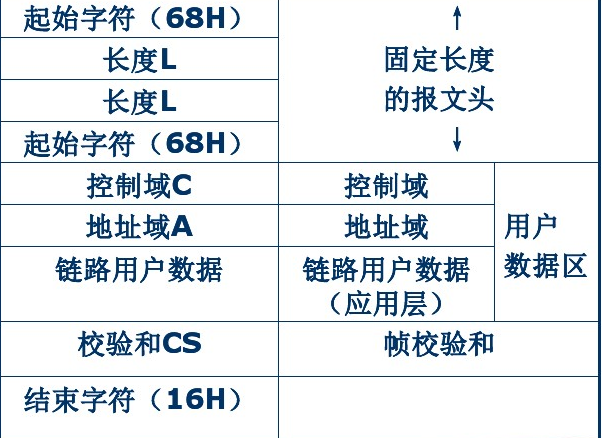 起始字符（68H）
↑
长度L
固定长度
长度L
的报文头
起始字符（68H）
↓
控制域C
控制域
地址域A
地址域
用户
数据区
链路用户数据
链路用户数据
（应用层）
校验和CS
帧校验和
结束字符（16H）